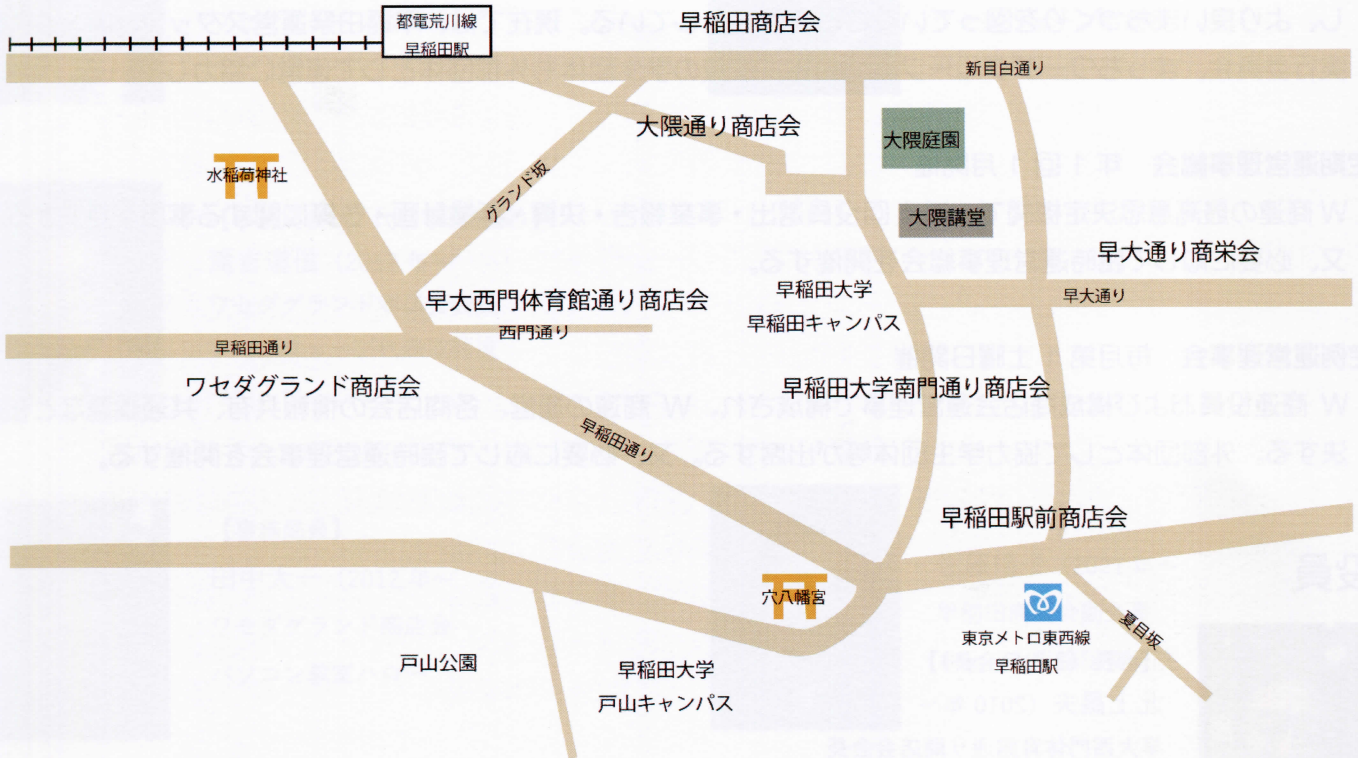 都電荒川線
早稲田駅
早稲田商店会
新目白通り
大隈通り商店会
大隈庭園
水稲荷神社
グランド坂
大隈講堂
早大通り商栄会
早稲田大学
早稲田キャンパス
早大通り
早大西門体育館通り商店会
西門通り
早稲田通り
ワセダグランド商店会
早稲田大学南門通り商店会
早稲田通り
早稲田駅前商店会
穴八幡宮
夏目坂
東京メトロ東西線
早稲田駅
戸山公園
早稲田大学
戸山キャンパス